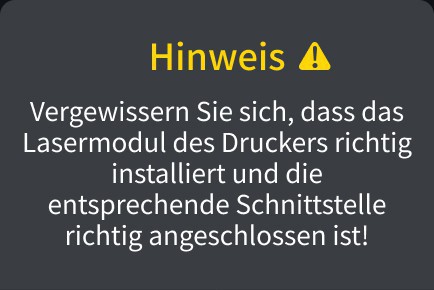 Hinweis ⚠
Vergewissern Sie sich, dass das
Lasermodul des Druckers richtig
installiert und die
entsprechende Schnittstelle
richtig angeschlossen ist!